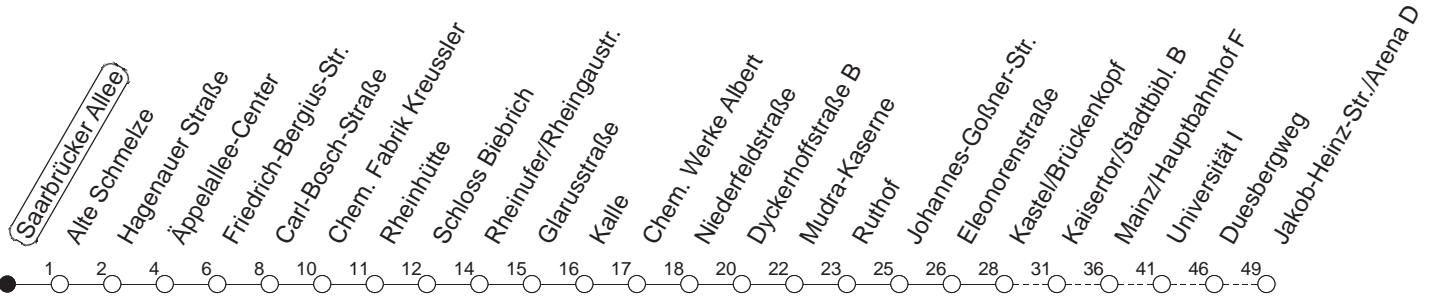 Saarbrücker Allee
Alte Schmelze
Hagenauer Straße
Äppelallee-Center
Friedrich-Bergius-Str.
Carl-Bosch-Straße
Chem. Fabrik Kreussler
Rheinhütte
Schloss Biebrich
Rheinufer/Rheingaustr.
Glarusstraße
Kalle
Chem. Werke Albert
Niederfeldstraße
Dyckerhoffstraße B
Mudra-Kaserne
Ruthof
Johannes-Goßner-Str.
Eleonorenstraße
Kastel/Brückenkopf
Kaisertor/Stadtbibl. B
Mainz/Hauptbahnhof F
Universität I
Duesbergweg
Jakob-Heinz-Str./Arena D
1 2 4 6 8 10 11 12 14 15 16 17 18 20 22 23 25 26 28 31 36 41 46 49